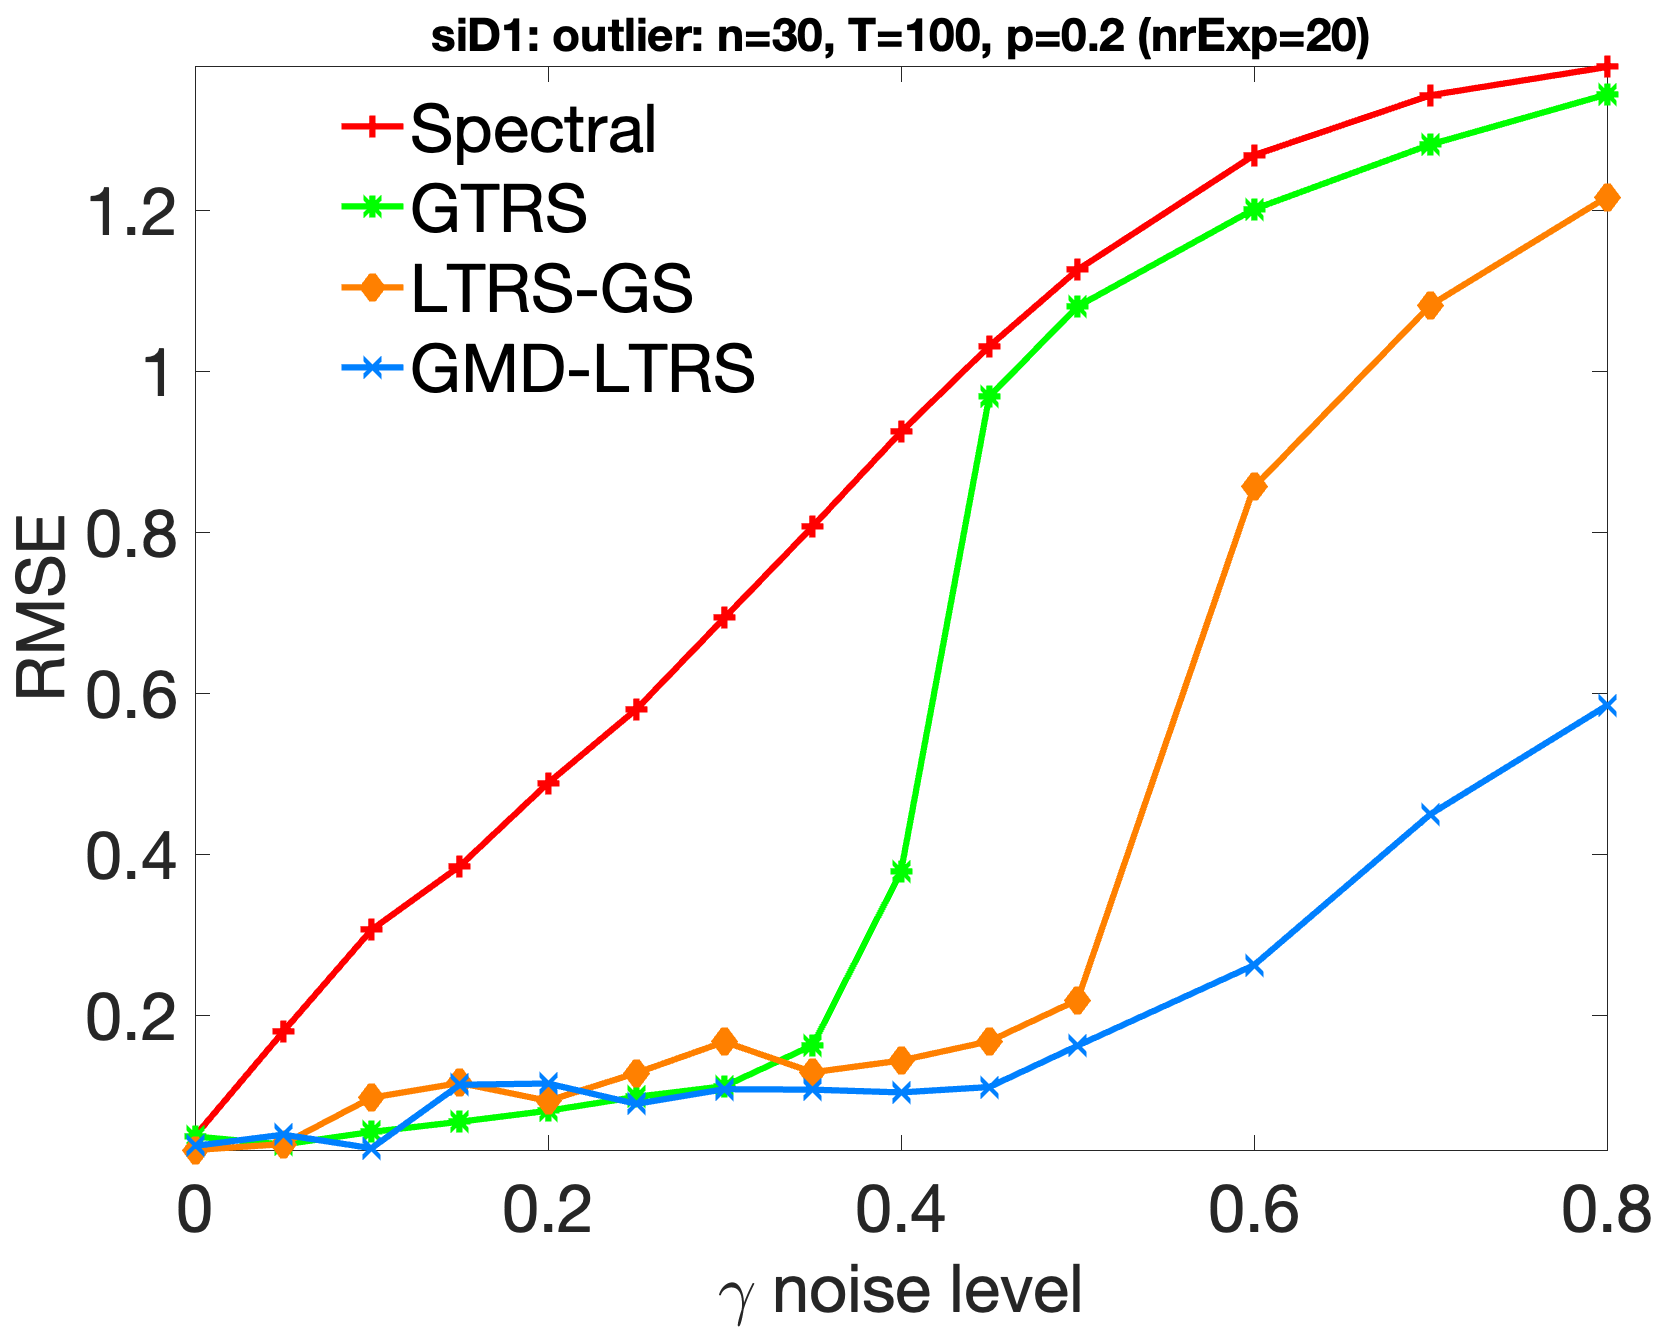 siD1: outlier: n=30, T=100, p=0.2 (nrExp=20)
Spectral
GTRS
LTRS-GS
GMD-LTRS
RMSE
1.2
1
0.8
0.6
0.4
0.2
0 0.2 0.4 0.6 0.8
γ noise level